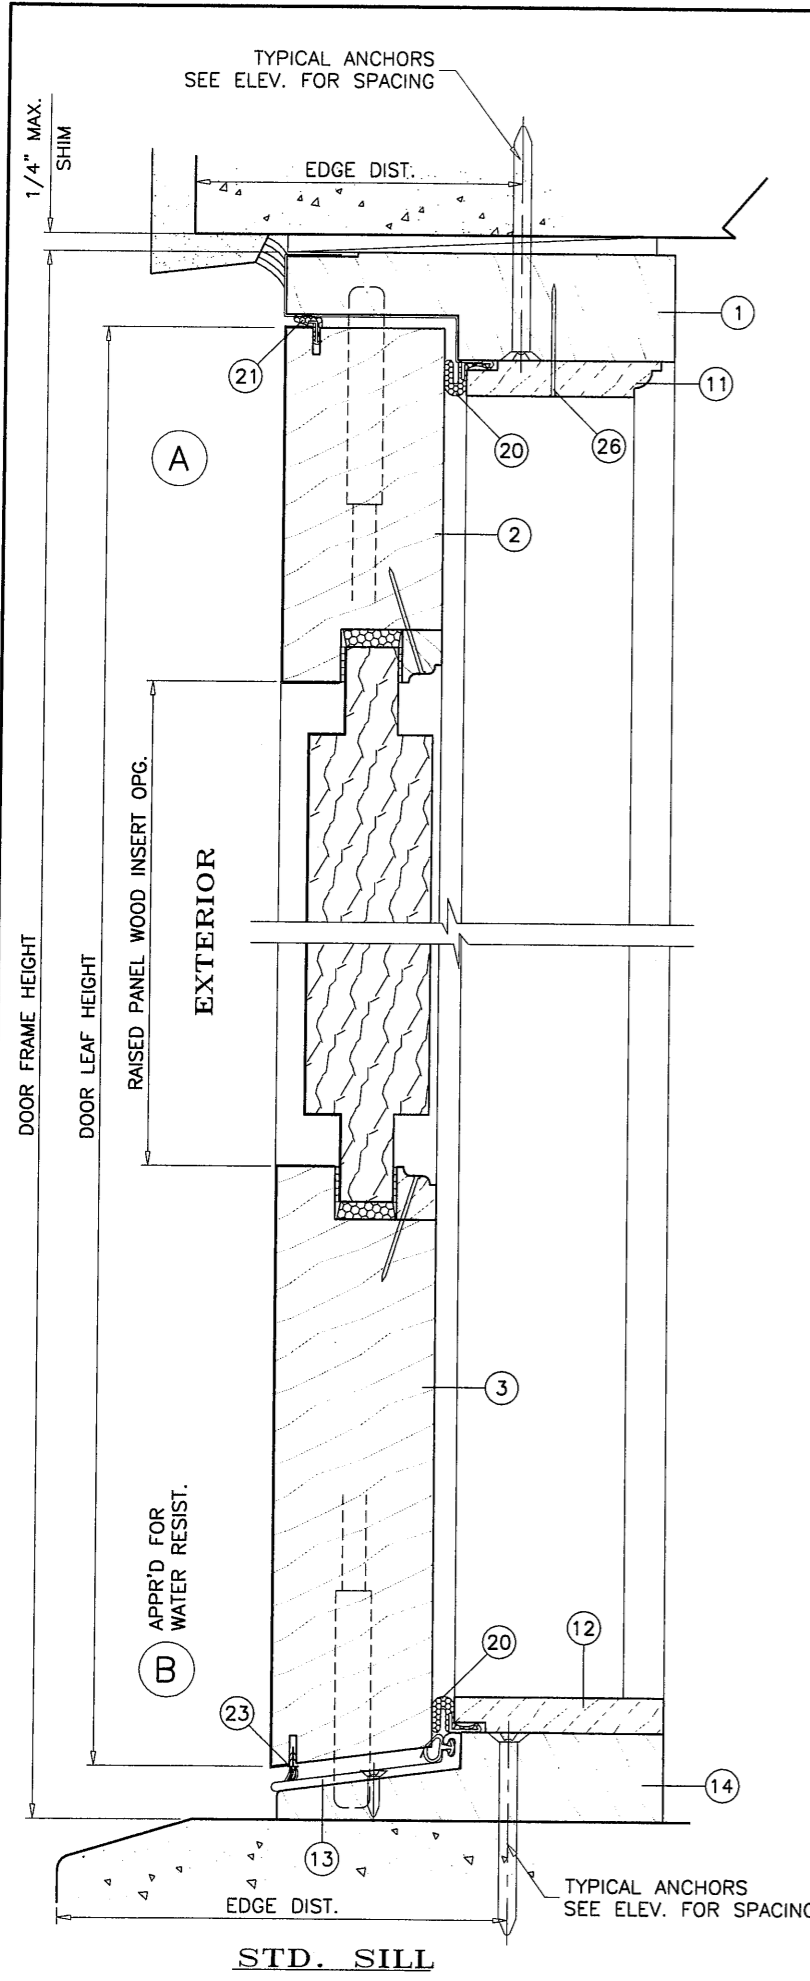 TYPICAL ANCHORS
SEE ELEV. FOR SPACING
1/4" MAX.
SHIM
EDGE DIST.
1
21
11
20
26
A
2
RAISED PANEL WOOD INSERT OPG.
EXTERIOR
DOOR FRAME HEIGHT
DOOR LEAF HEIGHT
3
APPR'D FOR
WATER RESIST.
B
20
12
23
14
13
TYPICAL ANCHORS
SEE ELEV. FOR SPACING
EDGE DIST.
STD. SILL